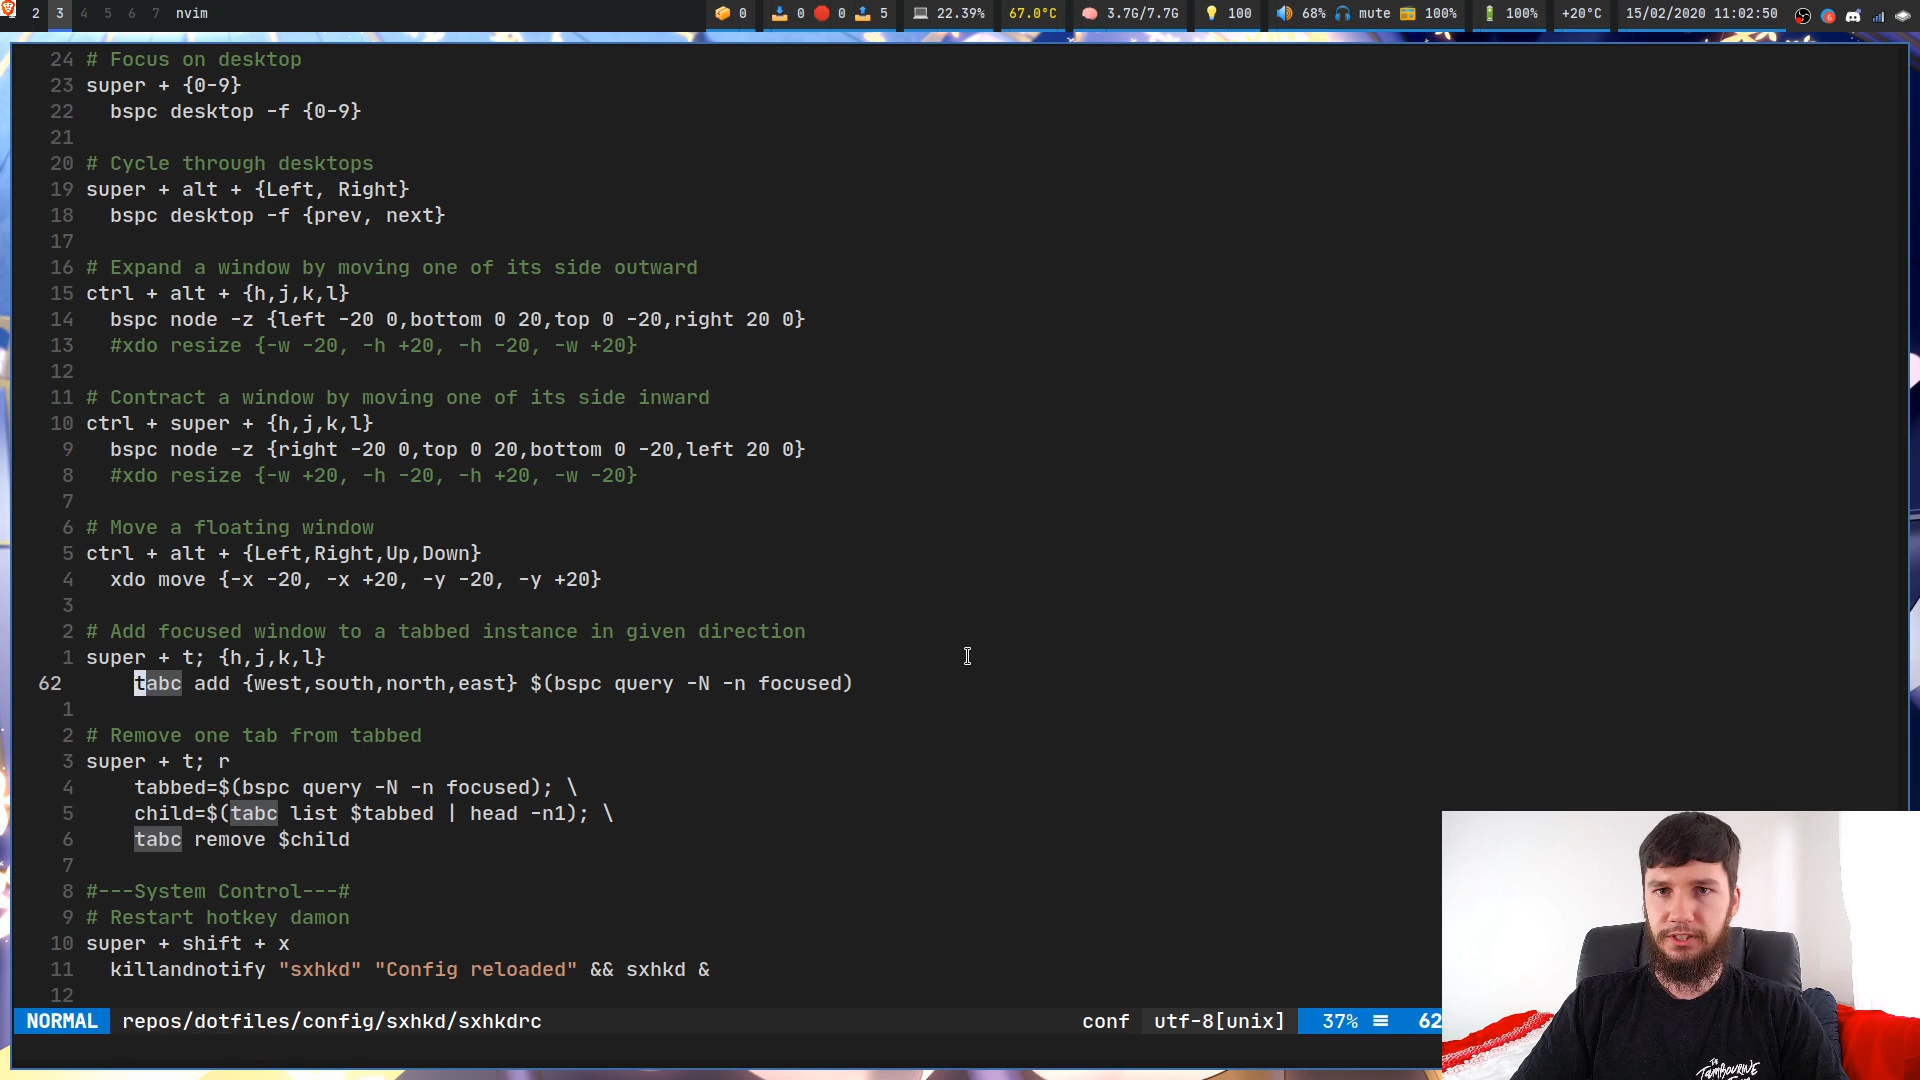 2 3 4 5 6 7 nvim 0 0 0 5 22.39% 67.0°C 3.7G/7.7G 100 68% mute 100% 100% +20°C 15/02/2020 11:02:50
24 # Focus on desktop
23 super + {0-9}
22 bspc desktop -f {0-9}
21
20 # Cycle through desktops
19 super + alt + {Left, Right}
18 bspc desktop -f {prev, next}
17
16 # Expand a window by moving one of its side outward
15 ctrl + alt + {h,j,k,l}
14 bspc node -z {left -20 0,bottom 0 20,top 0 -20,right 20 0}
13 #xdo resize {-w -20, -h +20, -h -20, -w +20}
12
11 # Contract a window by moving one of its side inward
10 ctrl + super + {h,j,k,l}
9 bspc node -z {right -20 0,top 0 20,bottom 0 -20,left 20 0}
8 #xdo resize {-w +20, -h -20, -h +20, -w -20}
7
6 # Move a floating window
5 ctrl + alt + {Left,Right,Up,Down}
4 xdo move {-x -20, -x +20, -y -20, -y +20}
3
2 # Add focused window to a tabbed instance in given direction
1 super + t; {h,j,k,l}
62 tabc add {west,south,north,east} $(bspc query -N -n focused)
1
2 # Remove one tab from tabbed
3 super + t; r
4 tabbed=$(bspc query -N -n focused); \
5 child=$(tabc list $tabbed | head -n1); \
6 tabc remove $child
7
8 #---System Control---#
9 # Restart hotkey damon
10 super + shift + x
11 killandnotify "sxhkd" "Config reloaded" && sxhkd &
12
NORMAL repos/dotfiles/config/sxhkd/sxhkdrc conf utf-8[unix] 37% 62
THE
TAMBOURINE